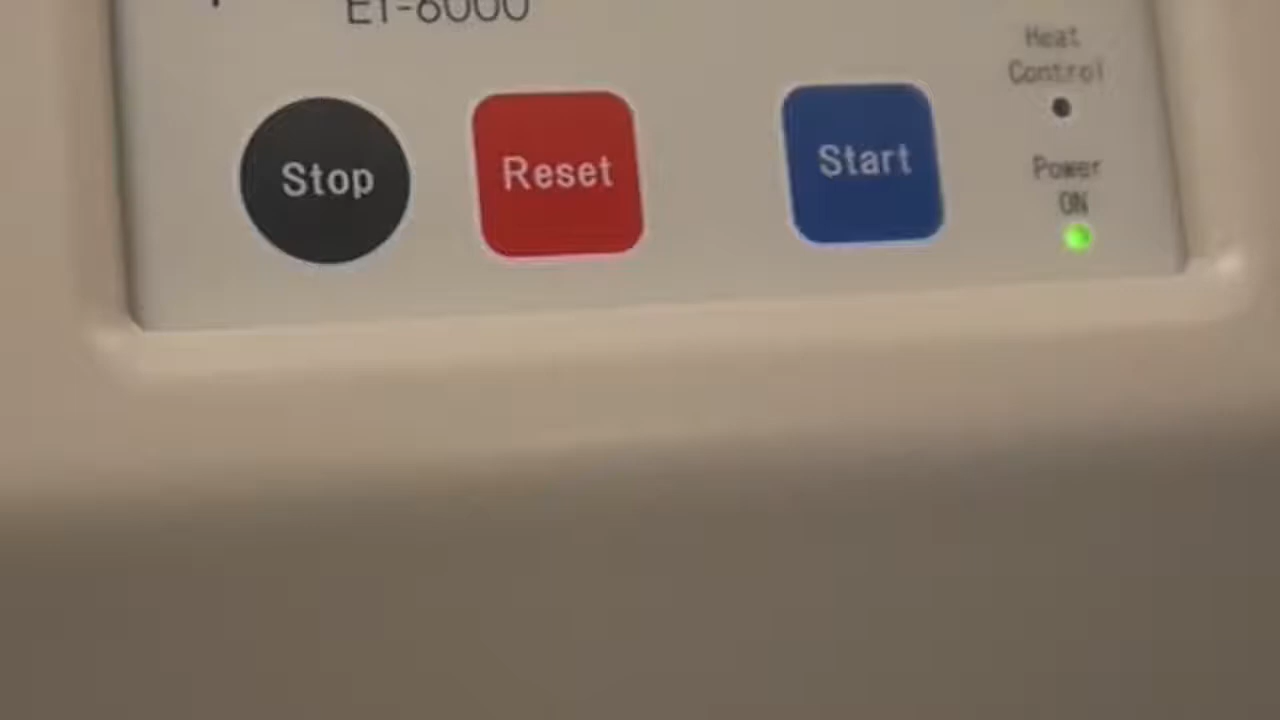 ET-6000
Stop
Reset
Start
Heat
Control
Power
ON